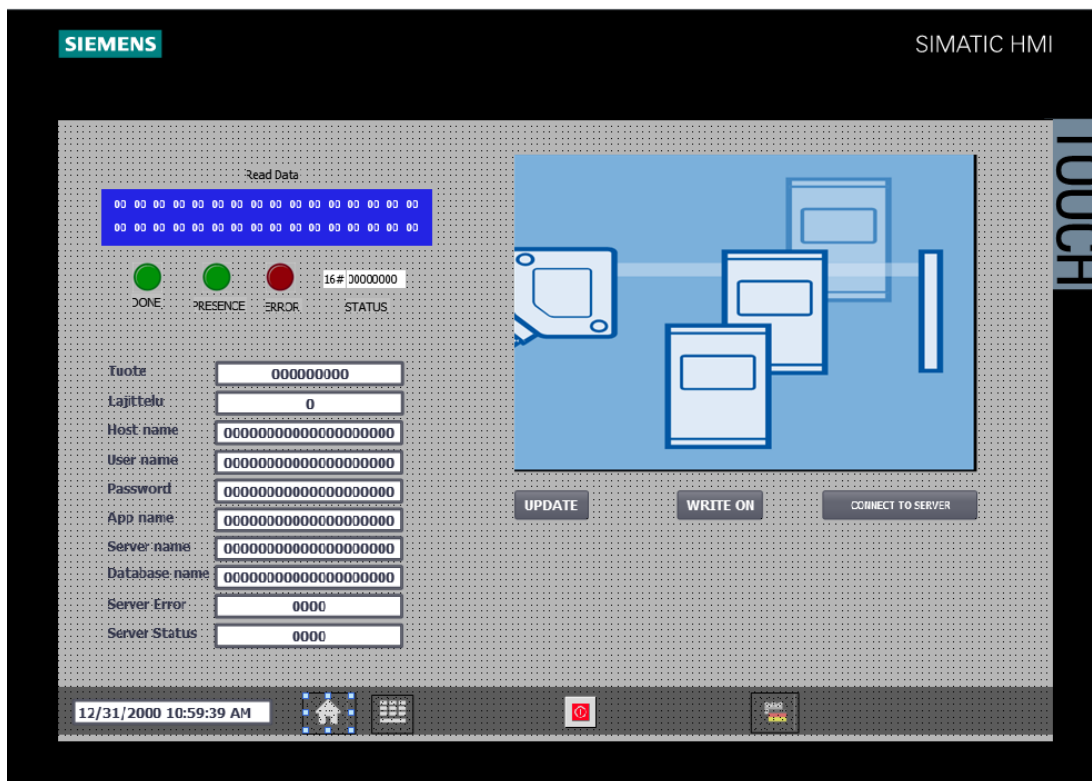 SIEMENS
SIMATIC HMI
TOUCH
Read Data
00 00 00 00 00 00 00 00 00 00 00 00 00 00 00 00
00 00 00 00 00 00 00 00 00 00 00 00 00 00 00 00
16# 00000000
DONE PRESENCE ERROR STATUS
Tuote 000000000
Lajittelu 0
Host name 00000000000000000000
User name 00000000000000000000
Password 00000000000000000000
App name 00000000000000000000
Server name 00000000000000000000
Database name 00000000000000000000
Server Error 0000
Server Status 0000
UPDATE WRITE ON CONNECT TO SERVER
12/31/2000 10:59:39 AM